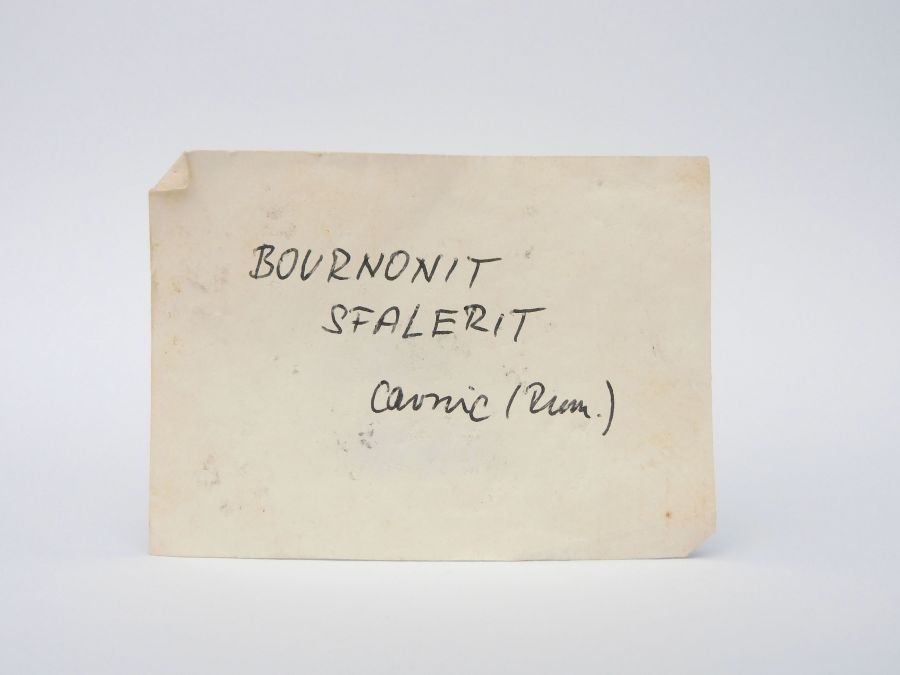 BOURNONIT
SFALERIT
Cavnic (Rum.)